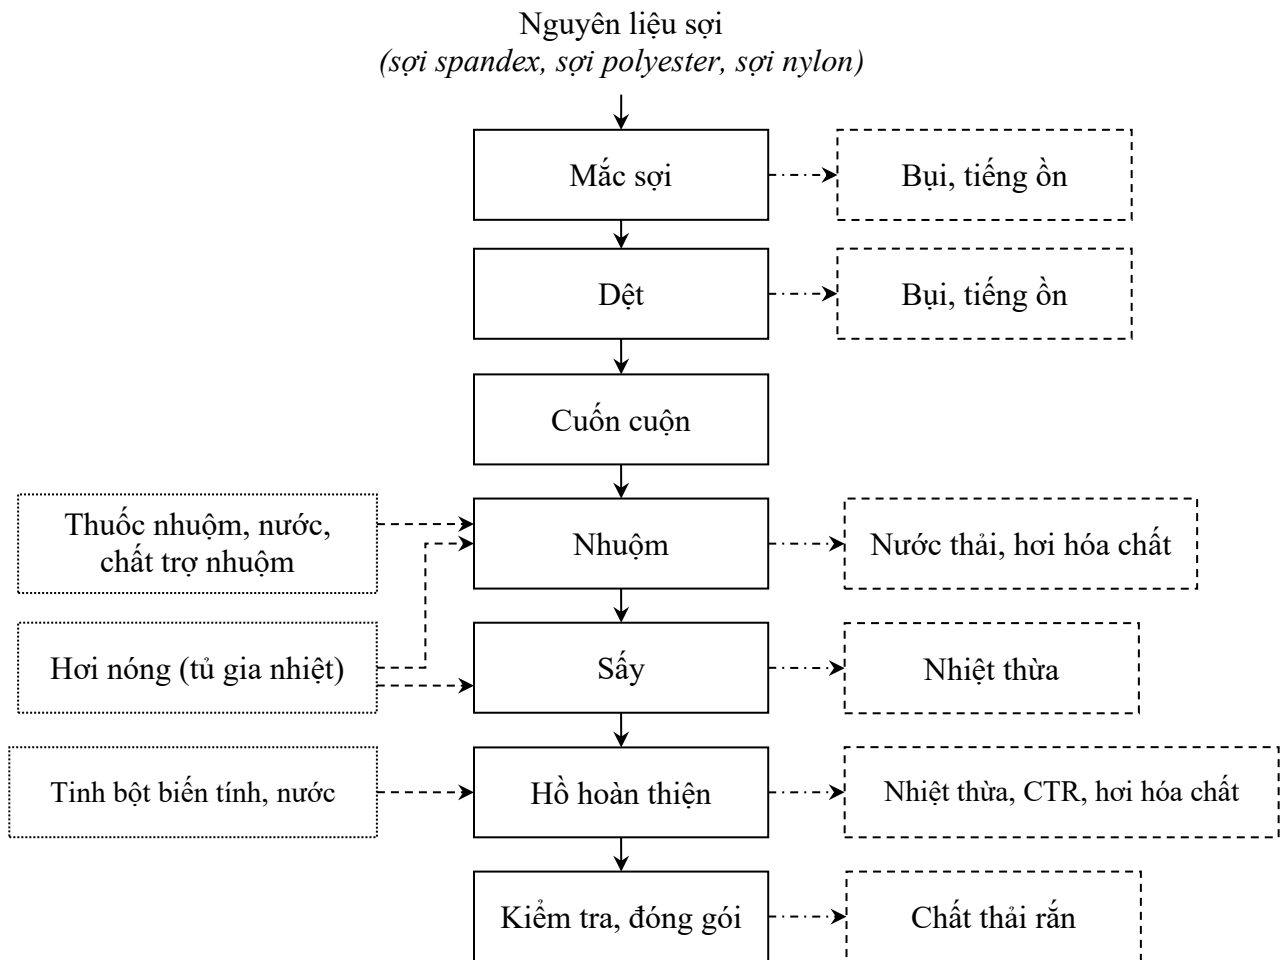 Nguyên liệu sợi
(sợi spandex, sợi polyester, sợi nylon)
Mắc sợi
Bụi, tiếng ồn
Dệt
Bụi, tiếng ồn
Cuốn cuộn
Thuốc nhuộm, nước,
chất trợ nhuộm
Nhuộm
Nước thải, hơi hóa chất
Hơi nóng (tủ gia nhiệt)
Sấy
Nhiệt thừa
Tinh bột biến tính, nước
Hồ hoàn thiện
Nhiệt thừa, CTR, hơi hóa chất
Kiểm tra, đóng gói
Chất thải rắn